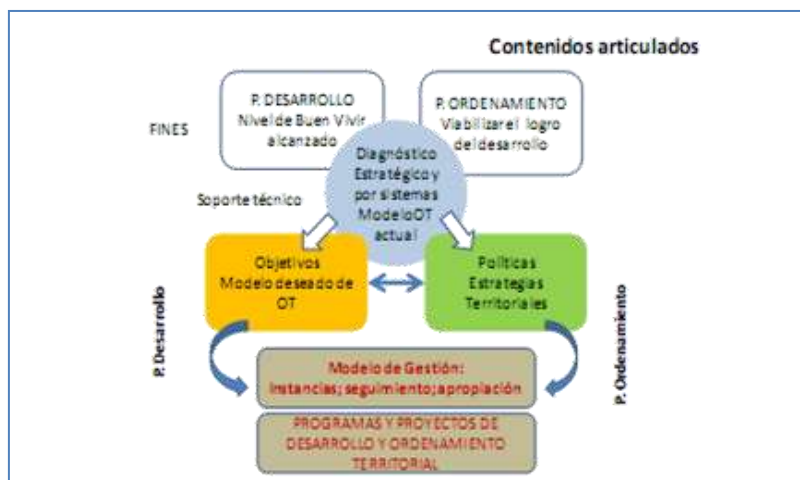 Contenidos articulados
P. DESARROLLO
Nivel de Buen Vivir
alcanzado
P. ORDENAMIENTO
Viabilizar el logro
del desarrollo
FINES
Diagnóstico
Estratégico y
por sistemas
Modelo OT
actual
Soporte técnico
Objetivos
Modelo deseado de
OT
Políticas
Estrategias
Territoriales
P. Desarrollo
P. Ordenamiento
Modelo de Gestión:
Instancias; seguimiento; apropiación
PROGRAMAS Y PROYECTOS DE
DESARROLLO Y ORDENAMIENTO
TERRITORIAL